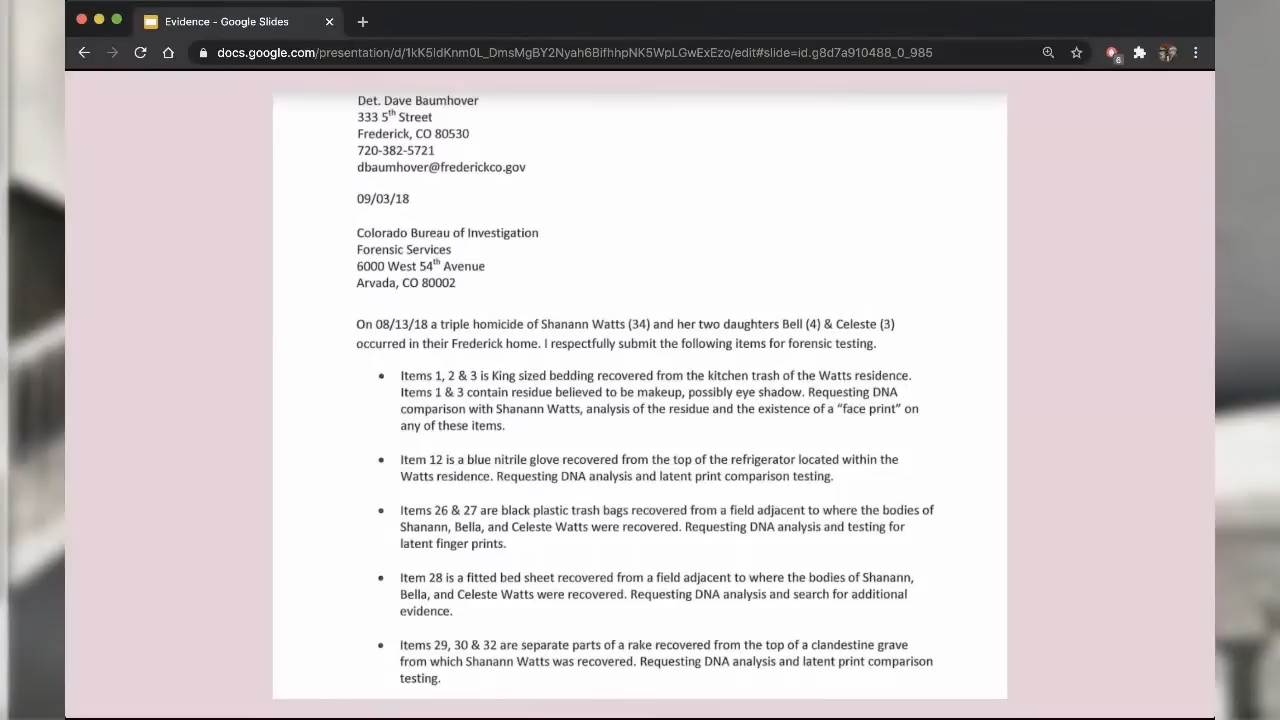 Evidence - Google Slides
docs.google.com/presentation/d/1kK5IdKnm0L_DmsMgBY2Nyah6BifhhpNK5WpLGwExEzo/edit#slide=id.g8d7a910488_0_985
6
Det. Dave Baumhover
333 5th Street
Frederick, CO 80530
720-382-5721
dbaumhover@frederickco.gov
09/03/18
Colorado Bureau of Investigation
Forensic Services
6000 West 54th Avenue
Arvada, CO 80002
On 08/13/18 a triple homicide of Shanann Watts (34) and her two daughters Bell (4) & Celeste (3)
occurred in their Frederick home. I respectfully submit the following items for forensic testing.
• Items 1, 2 & 3 is King sized bedding recovered from the kitchen trash of the Watts residence.
Items 1 & 3 contain residue believed to be makeup, possibly eye shadow. Requesting DNA
comparison with Shanann Watts, analysis of the residue and the existence of a “face print” on
any of these items.
• Item 12 is a blue nitrile glove recovered from the top of the refrigerator located within the
Watts residence. Requesting DNA analysis and latent print comparison testing.
• Items 26 & 27 are black plastic trash bags recovered from a field adjacent to where the bodies of
Shanann, Bella, and Celeste Watts were recovered. Requesting DNA analysis and testing for
latent finger prints.
• Item 28 is a fitted bed sheet recovered from a field adjacent to where the bodies of Shanann,
Bella, and Celeste Watts were recovered. Requesting DNA analysis and search for additional
evidence.
• Items 29, 30 & 32 are separate parts of a rake recovered from the top of a clandestine grave
from which Shanann Watts was recovered. Requesting DNA analysis and latent print comparison
testing.